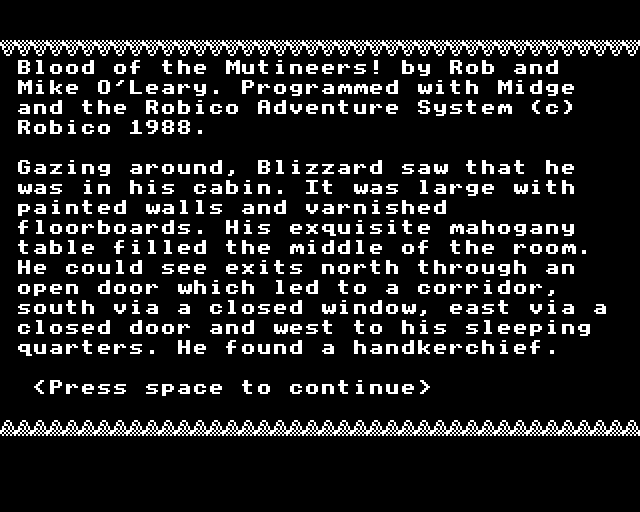 Blood of the Mutineers! by Rob and
Mike O'Leary. Programmed with Midge
and the Robico Adventure System (c)
Robico 1988.
Gazing around, Blizzard saw that he
was in his cabin. It was large with
painted walls and varnished
floorboards. His exquisite mahogany
table filled the middle of the room.
He could see exits north through an
open door which led to a corridor,
south via a closed window, east via a
closed door and west to his sleeping
quarters. He found a handkerchief.
<Press space to continue>